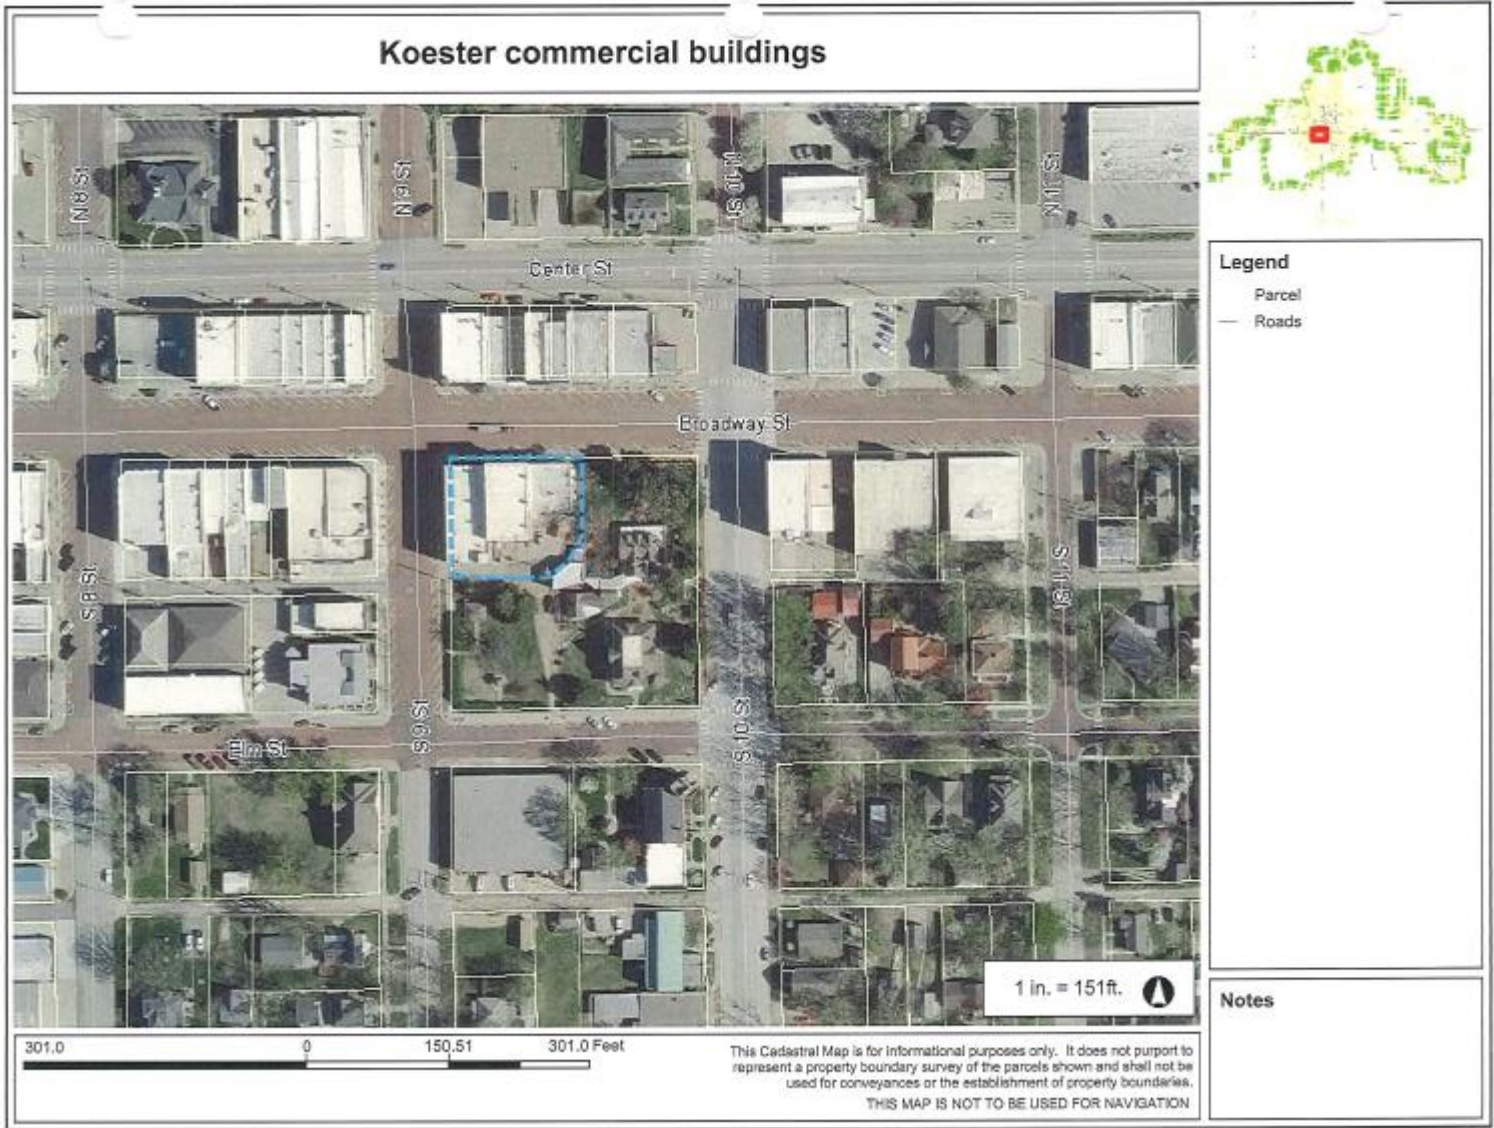 Koester commercial buildings
N 8 St
N 9 St
N 10 St
N 11 St
Center St
Broadway St
S 8 St
S 9 St
S 10 St
S 11 St
Elm St
1 in. = 151ft.
Legend
Parcel
Roads
Notes
301.0
0
150.51
301.0 Feet
This Cadastral Map is for informational purposes only. It does not purport to
represent a property boundary survey of the parcels shown and shall not be
used for conveyances or the establishment of property boundaries.
THIS MAP IS NOT TO BE USED FOR NAVIGATION